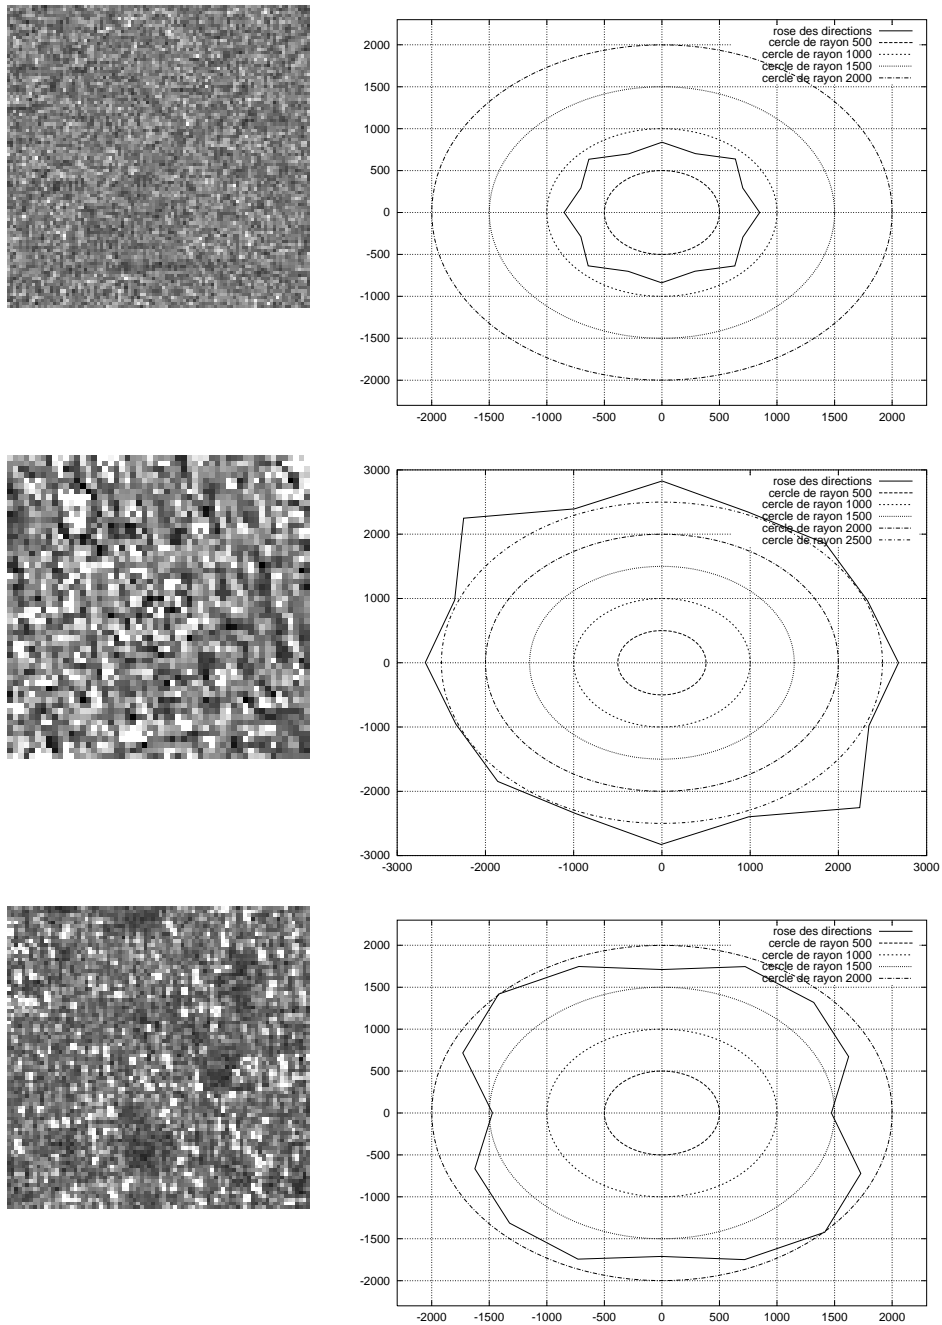 rose des directions
cercle de rayon 500
cercle de rayon 1000
cercle de rayon 1500
cercle de rayon 2000
2000
1500
1000
500
0
-500
-1000
-1500
-2000
-2000 -1500 -1000 -500 0 500 1000 1500 2000
rose des directions
cercle de rayon 500
cercle de rayon 1000
cercle de rayon 1500
cercle de rayon 2000
cercle de rayon 2500
3000
2000
1000
0
-1000
-2000
-3000
-3000 -2000 -1000 0 1000 2000 3000
rose des directions
cercle de rayon 500
cercle de rayon 1000
cercle de rayon 1500
cercle de rayon 2000
2000
1500
1000
500
0
-500
-1000
-1500
-2000
-2000 -1500 -1000 -500 0 500 1000 1500 2000